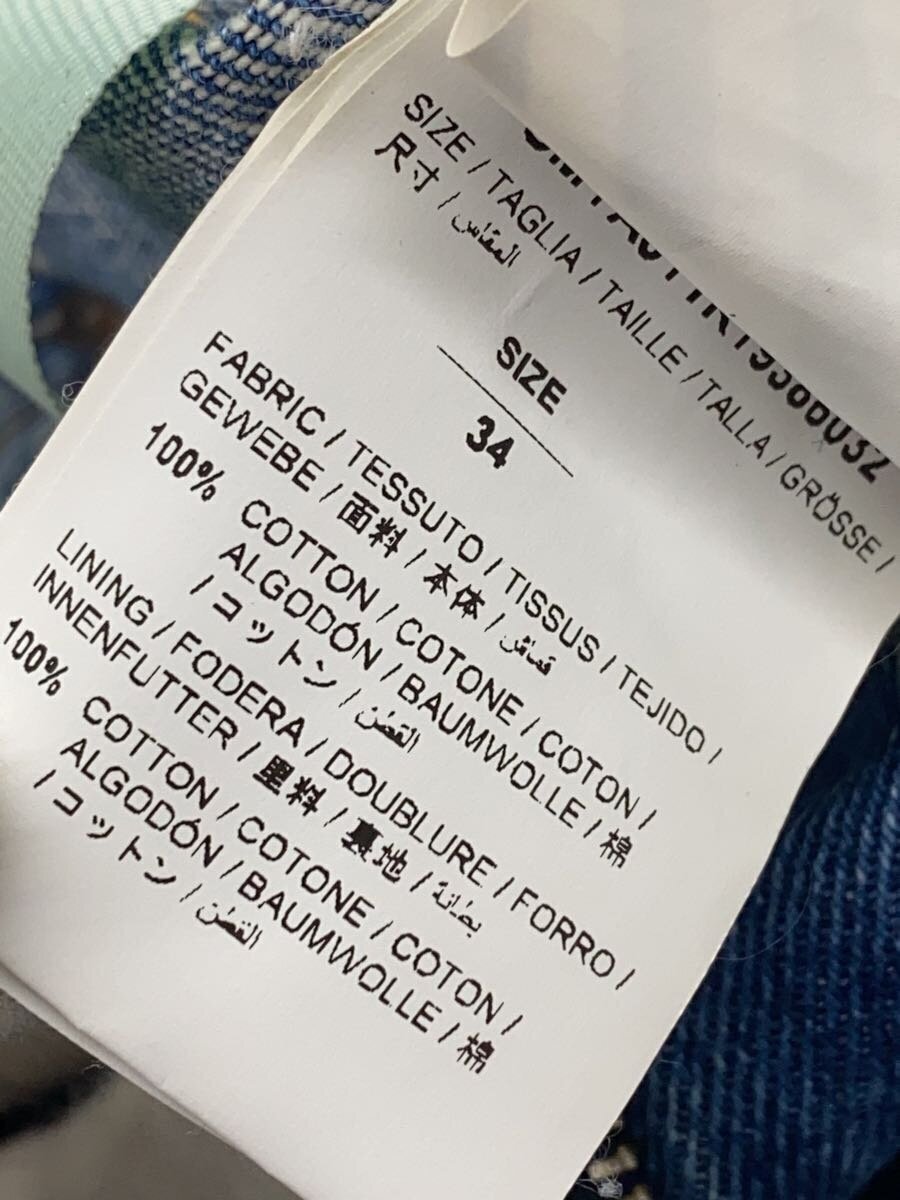 SIZE / TAGLIA / TAILLE / TALLA / GRÖSSE /
尺寸 / المقاس
SIZE
34
FABRIC / TESSUTO / TISSUS / TEJIDO /
GEWEBE / 面料 / 本体 / قماش
100% COTTON / COTONE / COTON /
ALGODÓN / BAUMWOLLE / 棉
/ コットン / القطن
LINING / FODERA / DOUBLURE / FORRO /
INNENFUTTER / 里料 / 裏地 / بطانة
100% COTTON / COTONE / COTON /
ALGODÓN / BAUMWOLLE / 棉
/ コットン / القطن